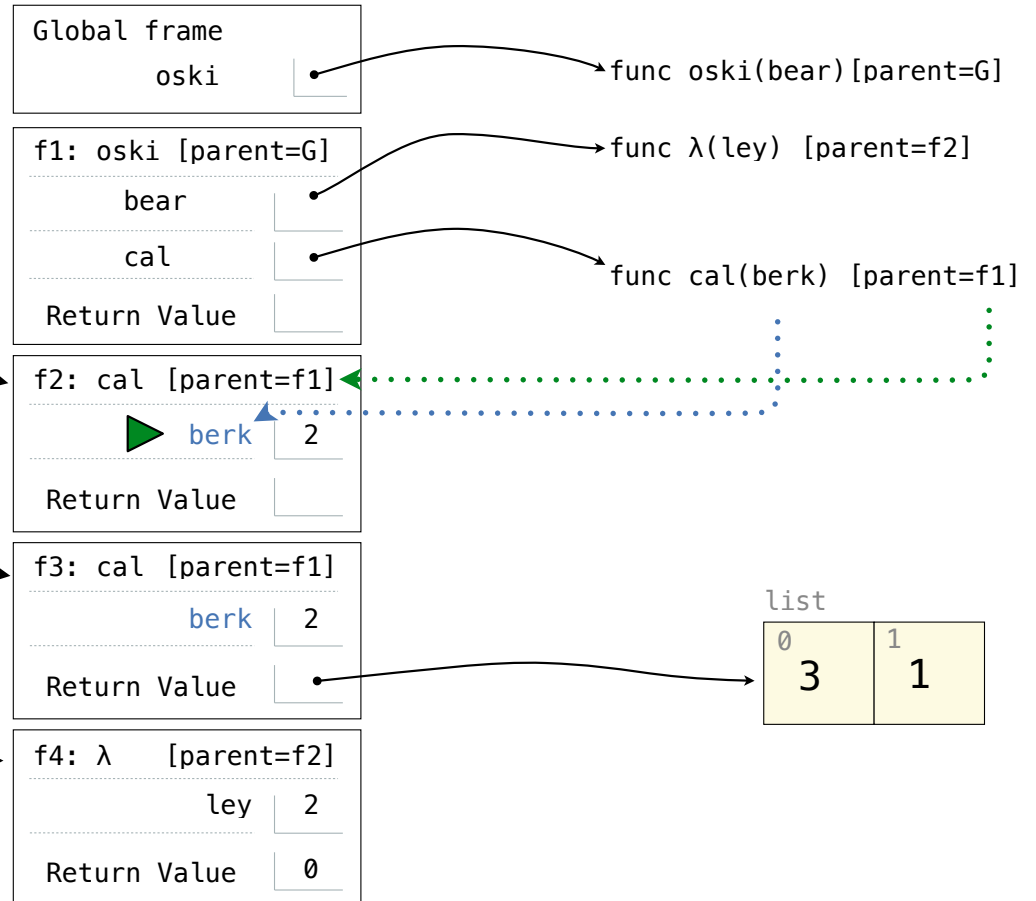 Global frame
oski
func oski(bear)[parent=G]
f1: oski [parent=G]
func λ(ley) [parent=f2]
bear
cal
func cal(berk) [parent=f1]
Return Value
f2: cal [parent=f1]
berk 2
Return Value
f3: cal [parent=f1]
berk 2
Return Value
list
0 1
3 1
f4: λ [parent=f2]
ley 2
Return Value 0